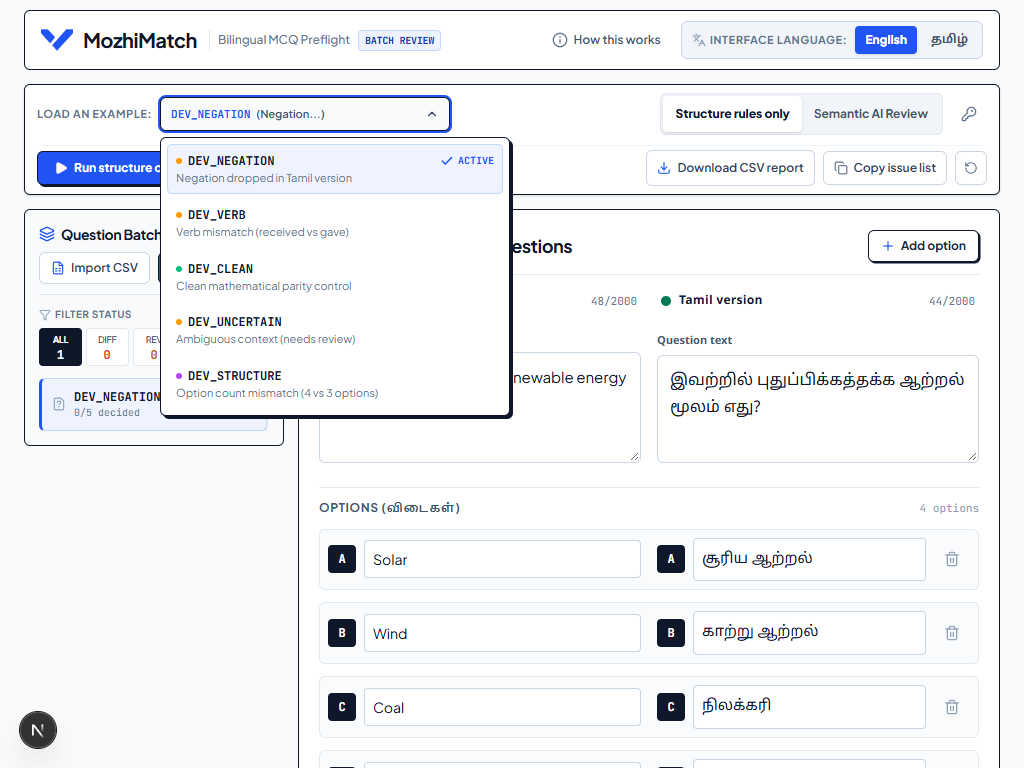 MozhiMatch
Bilingual MCQ Preflight
BATCH REVIEW
How this works
INTERFACE LANGUAGE:
English
தமிழ்
LOAD AN EXAMPLE:
DEV_NEGATION (Negation...)
Structure rules only
Semantic AI Review
Run structure
Download CSV report
Copy issue list
DEV_NEGATION
ACTIVE
Negation dropped in Tamil version
DEV_VERB
Verb mismatch (received vs gave)
DEV_CLEAN
Clean mathematical parity control
DEV_UNCERTAIN
Ambiguous context (needs review)
DEV_STRUCTURE
Option count mismatch (4 vs 3 options)
Question Batch
Import CSV
FILTER STATUS
ALL
1
DIFF
0
REV
0
DEV_NEGATION
0/5 decided
estions
Add option
48/2000
Tamil version
44/2000
Question text
newable energy
இவற்றில் புதுப்பிக்கத்தக்க ஆற்றல்
மூலம் எது?
OPTIONS (விடைகள்)
4 options
A
Solar
A
சூரிய ஆற்றல்
B
Wind
B
காற்று ஆற்றல்
C
Coal
C
நிலக்கரி
N